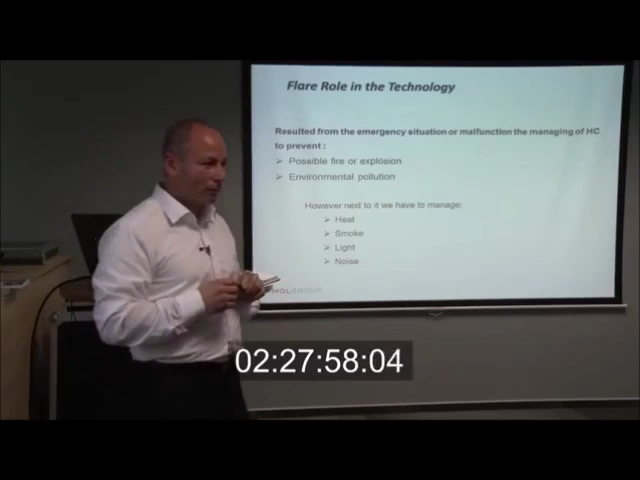 Flare Role in the Technology
Resulted from the emergency situation or malfunction the managing of HC
to prevent :
Possible fire or explosion
Environmental pollution
However next to it we have to manage:
Heat
Smoke
Light
Noise
MOLGROUP
02:27:58:04